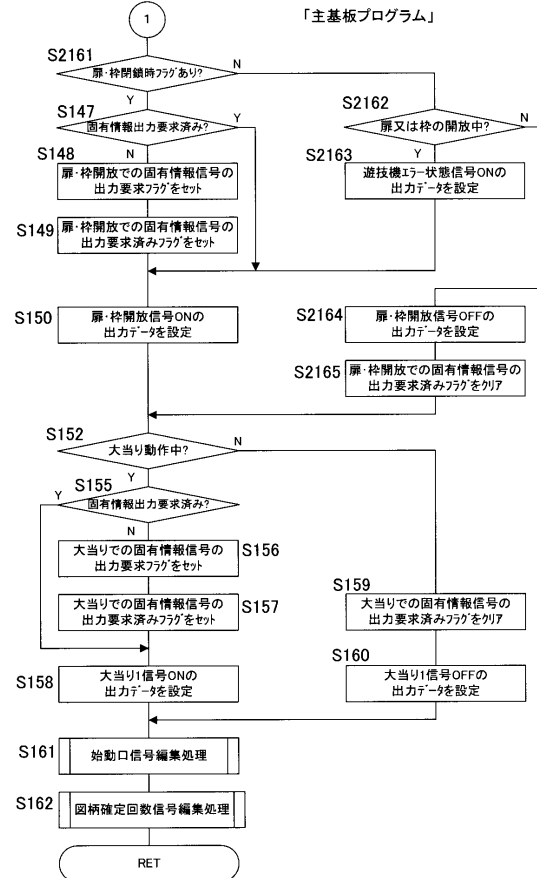 「主基板プログラム」
1
S2161
扉・枠閉鎖時フラグあり?
N
Y
S147
固有情報出力要求済み?
Y
N
S2162
扉又は枠の開放中?
N
Y
S148
扉・枠開放での固有情報信号の
出力要求フラグをセット
S2163
遊技機エラー状態信号ONの
出力データを設定
S149
扉・枠開放での固有情報信号の
出力要求済みフラグをセット
S150
扉・枠開放信号ONの
出力データを設定
S2164
扉・枠開放信号OFFの
出力データを設定
S2165
扉・枠開放での固有情報信号の
出力要求済みフラグをクリア
S152
大当り動作中?
N
Y
S155
Y
固有情報出力要求済み?
N
S156
大当りでの固有情報信号の
出力要求フラグをセット
S157
大当りでの固有情報信号の
出力要求済みフラグをセット
S159
大当りでの固有情報信号の
出力要求済みフラグをクリア
S158
大当り1信号ONの
出力データを設定
S160
大当り1信号OFFの
出力データを設定
S161
始動口信号編集処理
S162
図柄確定回数信号編集処理
RET